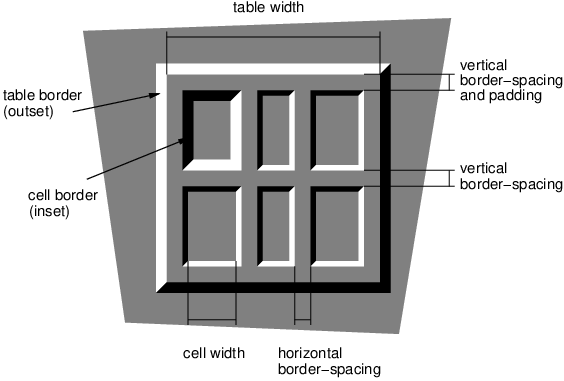 table width
vertical
border−spacing
and padding
table border
(outset)
vertical
border−spacing
cell border
(inset)
cell width
horizontal
border−spacing